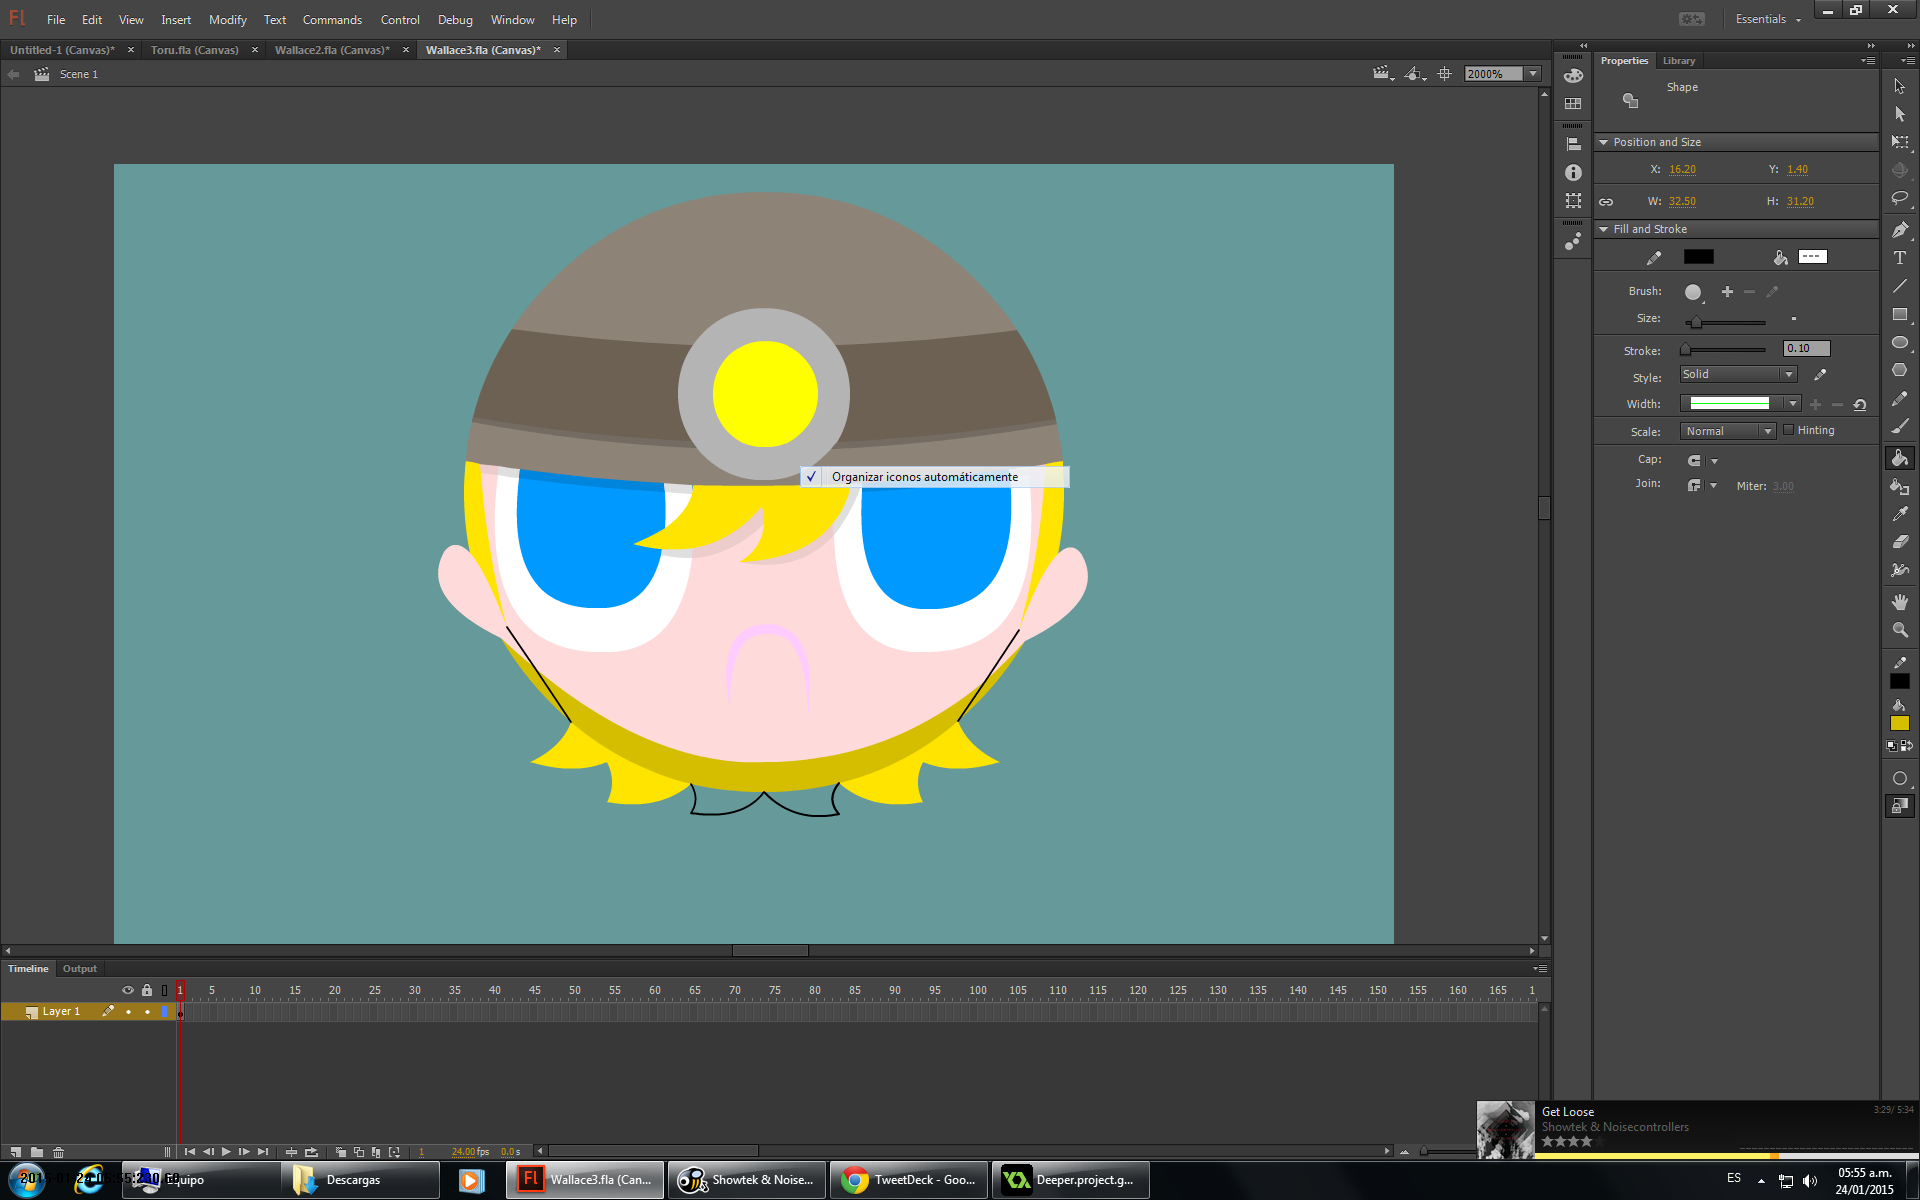 Fl File Edit View Insert Modify Text Commands Control Debug Window Help Essentials
Untitled-1 (Canvas)* Toru.fla (Canvas) Wallace2.fla (Canvas)* Wallace3.fla (Canvas)*
Scene 1 2000%
Properties Library
Shape
Position and Size
X: 16.20 Y: 1.40
W: 32.50 H: 31.20
Fill and Stroke
Brush:
Size:
Stroke: 0.10
Style: Solid
Width:
Scale: Normal Hinting
Cap:
Join: Miter: 3.00
Organizar iconos automáticamente
Timeline Output
1 5 10 15 20 25 30 35 40 45 50 55 60 65 70 75 80 85 90 95 100 105 110 115 120 125 130 135 140 145 150 155 160 165 1
Layer 1
1 24.00 fps 0.0 s
Get Loose 3:29/ 5:34
Showtek & Noisecontrollers
Equipo Descargas Fl Wallace3.fla (Can... Showtek & Noise... TweetDeck - Goo... Deeper.project.g... ES 05:55 a.m.
24/01/2015